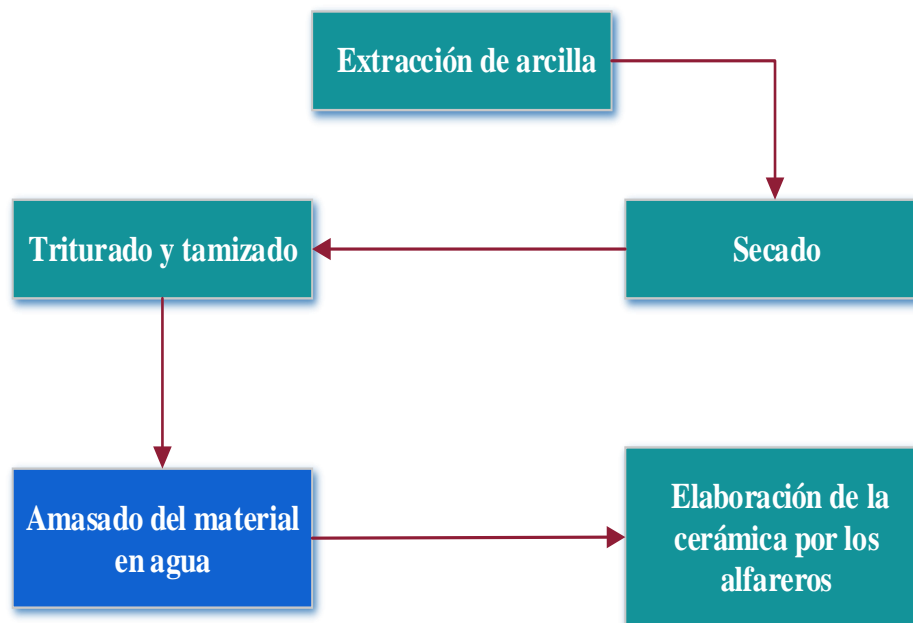 Extracción de arcilla
Secado
Triturado y tamizado
Amasado del material
en agua
Elaboración de la
cerámica por los
alfareros